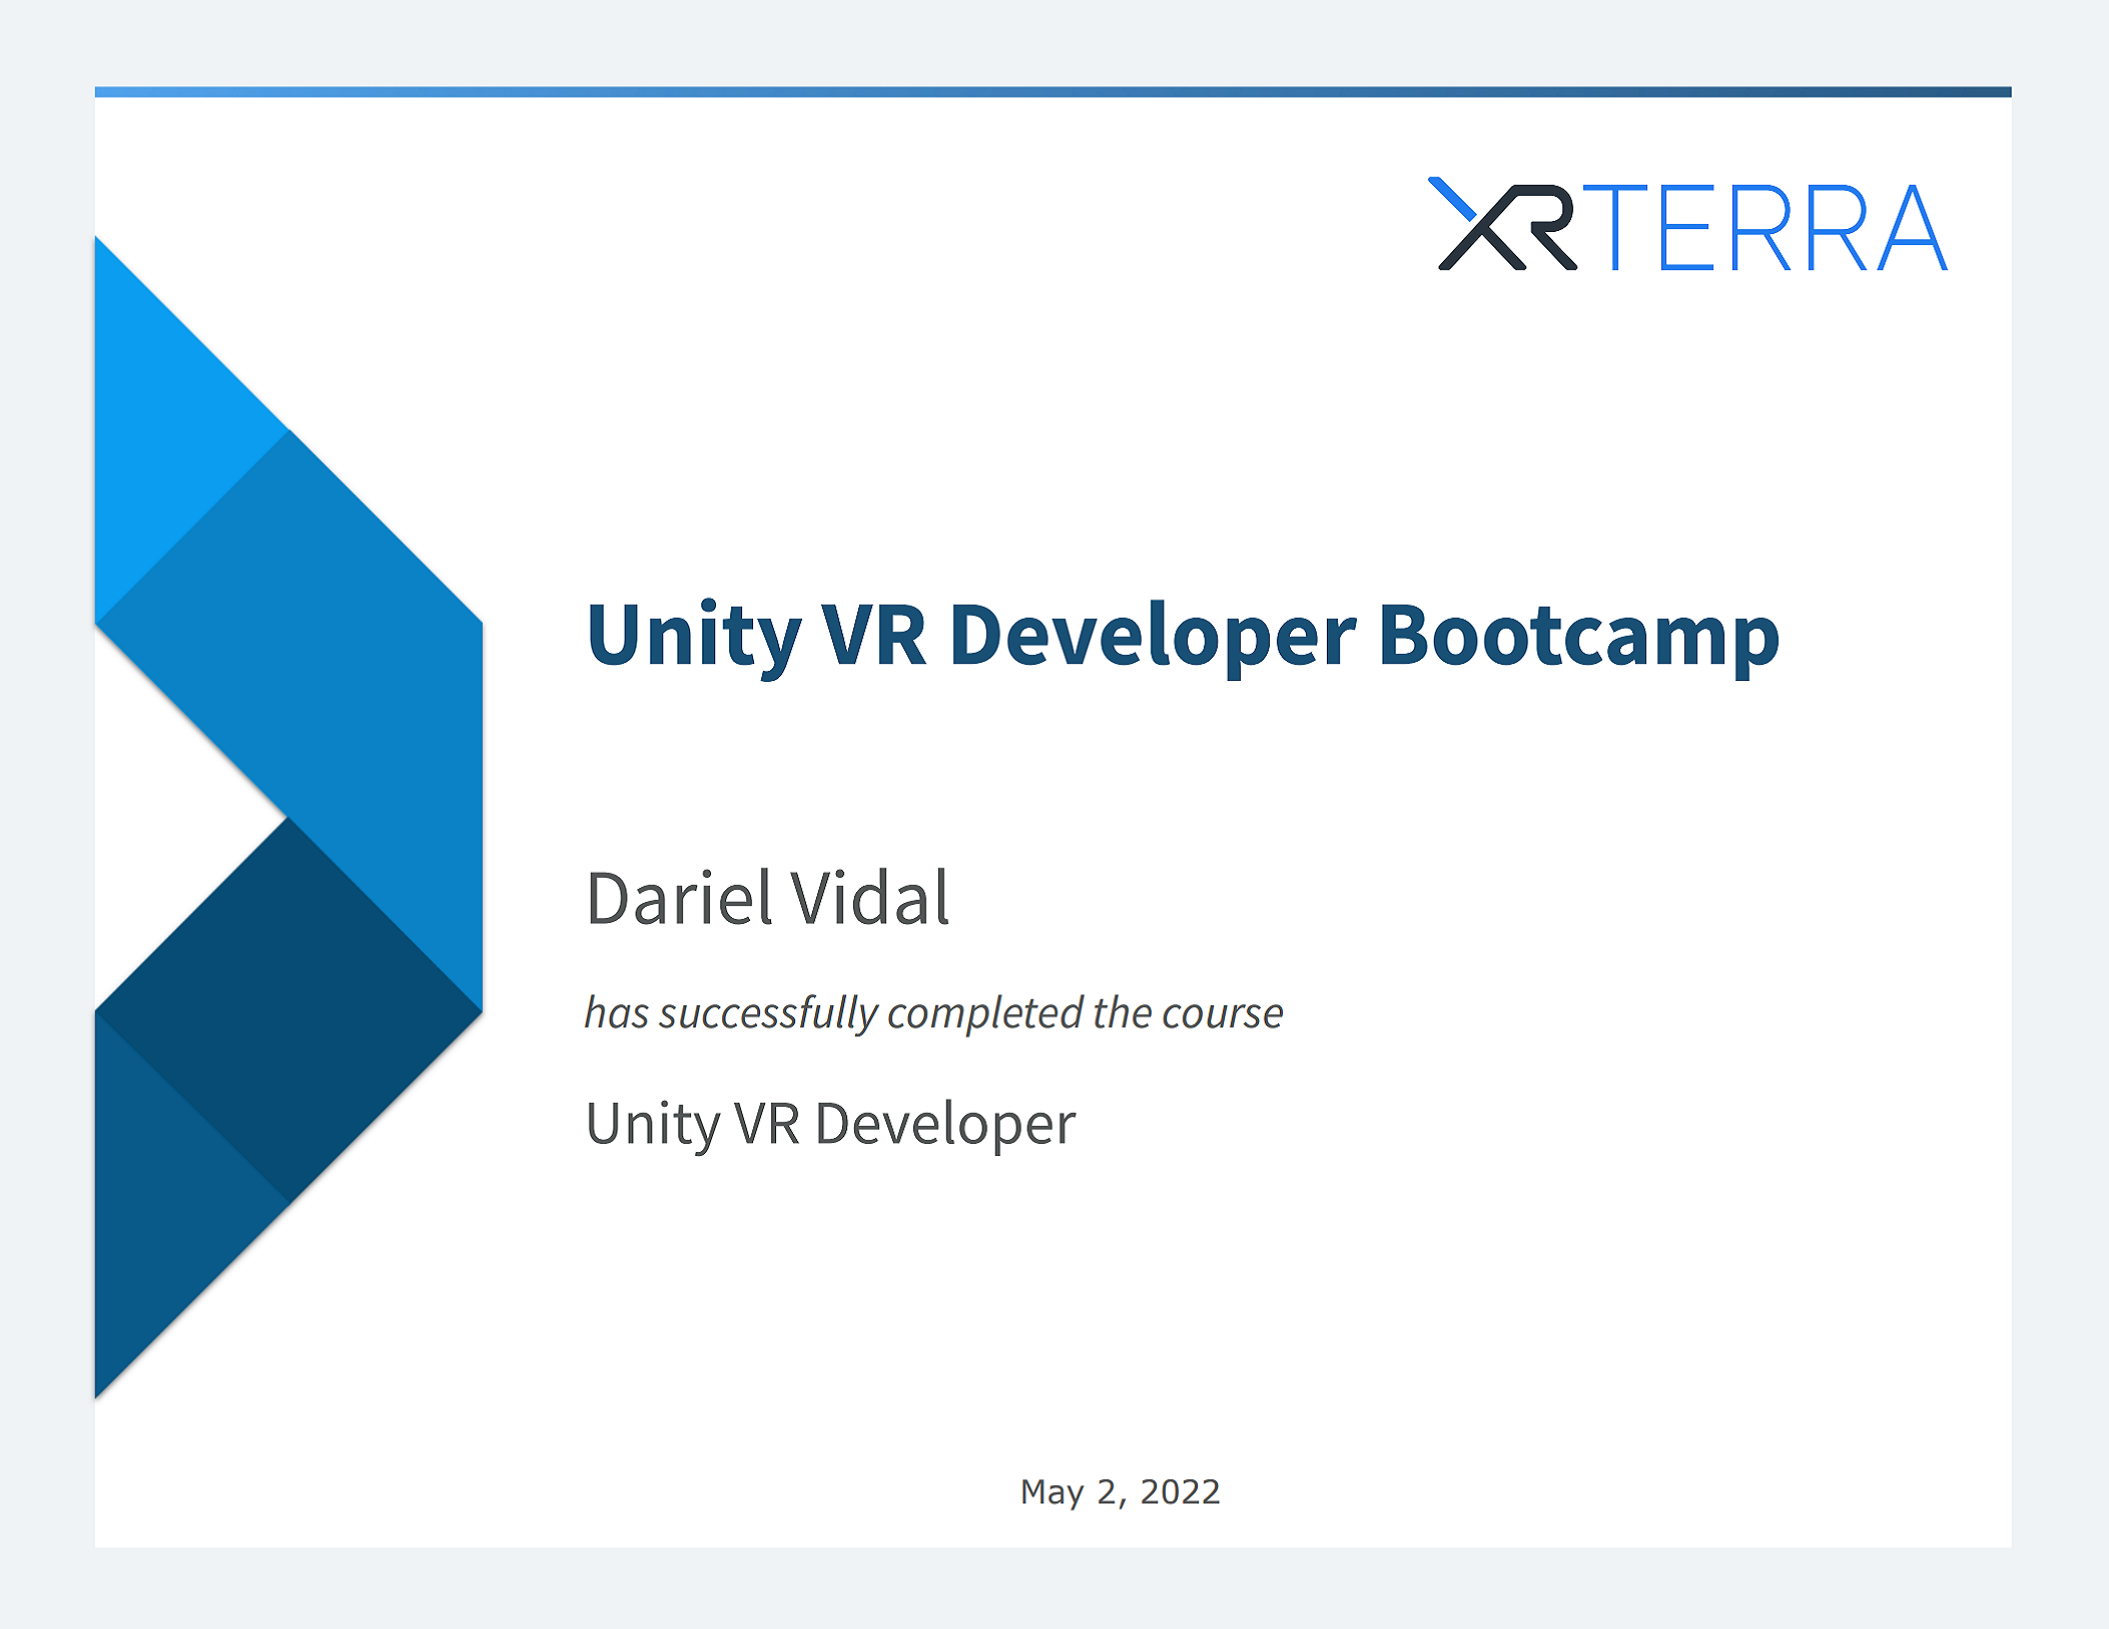 XRTERRA
Unity VR Developer Bootcamp
Dariel Vidal
has successfully completed the course
Unity VR Developer
May 2, 2022